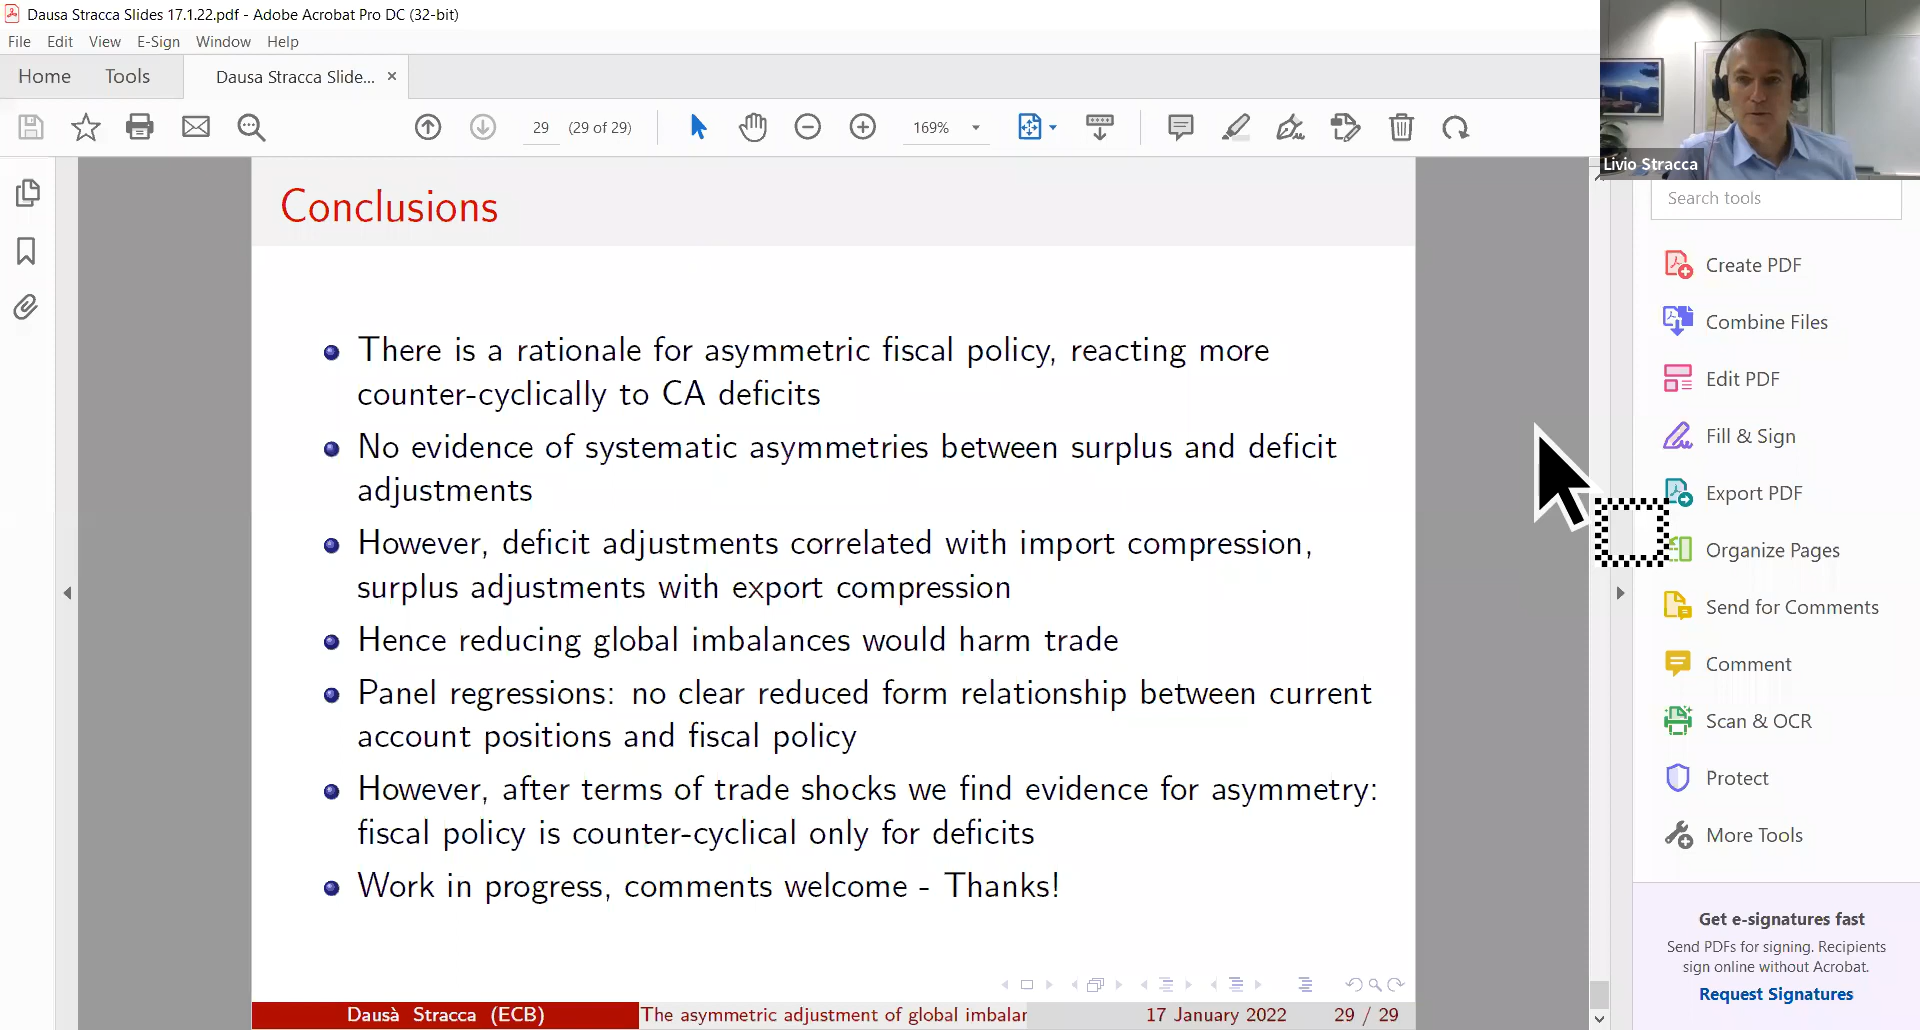 Dausa Stracca Slides 17.1.22.pdf - Adobe Acrobat Pro DC (32-bit)
File Edit View E-Sign Window Help
Home Tools Dausa Stracca Slide... ×
29 (29 of 29) 169%
Livio Stracca
Search tools
Create PDF
Combine Files
Edit PDF
Fill & Sign
Export PDF
Organize Pages
Send for Comments
Comment
Scan & OCR
Protect
More Tools
Get e-signatures fast
Send PDFs for signing. Recipients
sign online without Acrobat.
Request Signatures
Conclusions
There is a rationale for asymmetric fiscal policy, reacting more
counter-cyclically to CA deficits
No evidence of systematic asymmetries between surplus and deficit
adjustments
However, deficit adjustments correlated with import compression,
surplus adjustments with export compression
Hence reducing global imbalances would harm trade
Panel regressions: no clear reduced form relationship between current
account positions and fiscal policy
However, after terms of trade shocks we find evidence for asymmetry:
fiscal policy is counter-cyclical only for deficits
Work in progress, comments welcome - Thanks!
Dausà Stracca (ECB) The asymmetric adjustment of global imbalar 17 January 2022 29 / 29